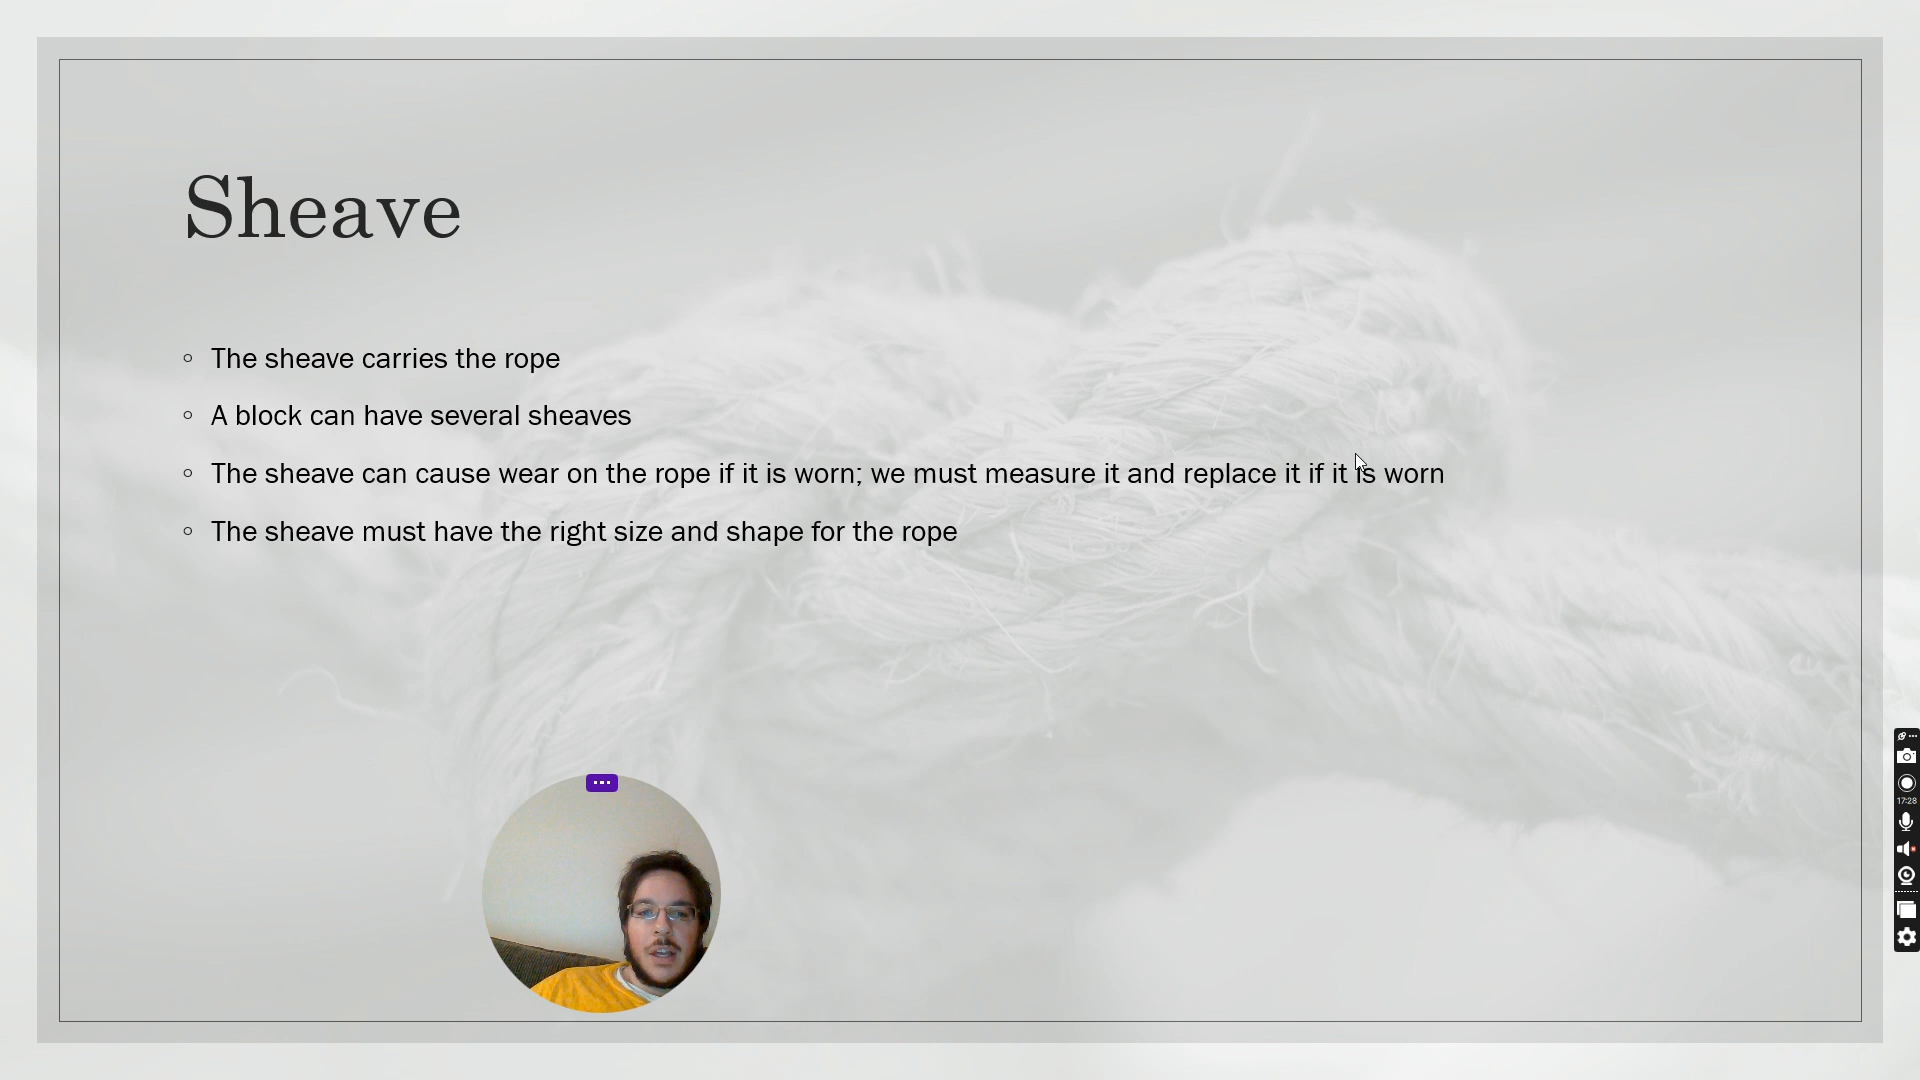 Sheave
The sheave carries the rope
A block can have several sheaves
The sheave can cause wear on the rope if it is worn; we must measure it and replace it if it is worn
The sheave must have the right size and shape for the rope
17:28